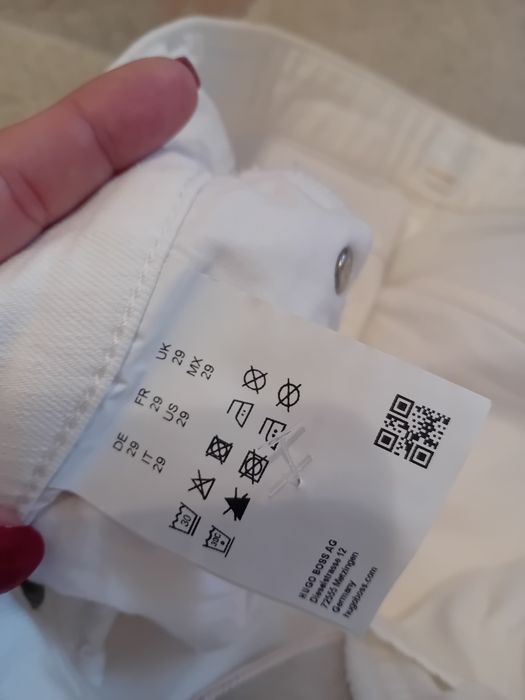 DE FR UK
29 29 29
IT US MX
29 29 29
30
30C
HUGO BOSS AG
Dieselstrasse 12
72555 Metzingen
Germany
hugoboss.com